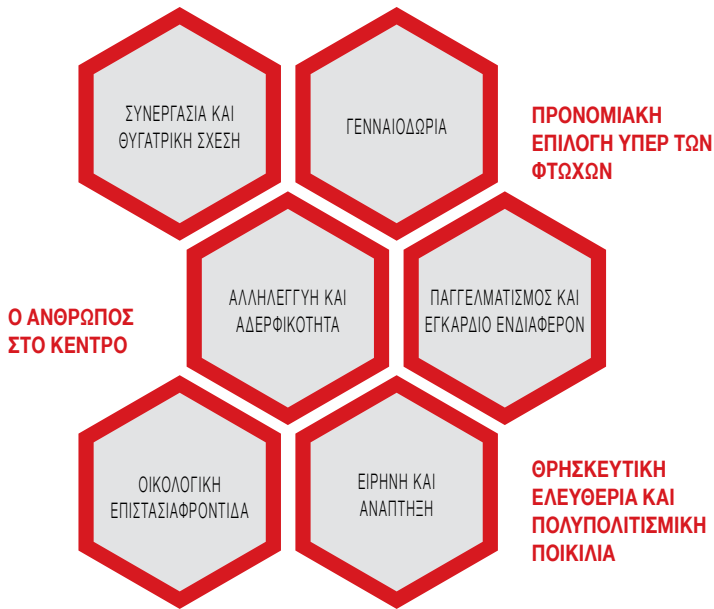 ΣΥΝΕΡΓΑΣΙΑ ΚΑΙ
ΘΥΓΑΤΡΙΚΗ ΣΧΕΣΗ
ΓΕΝΝΑΙΟΔΩΡΙΑ
ΠΡΟΝΟΜΙΑΚΗ
ΕΠΙΛΟΓΗ ΥΠΕΡ ΤΩΝ
ΦΤΩΧΩΝ
Ο ΑΝΘΡΩΠΟΣ
ΣΤΟ ΚΕΝΤΡΟ
ΑΛΛΗΛΕΓΓΥΗ ΚΑΙ
ΑΔΕΡΦΙΚΟΤΗΤΑ
ΠΑΓΓΕΛΜΑΤΙΣΜΟΣ ΚΑΙ
ΕΓΚΑΡΔΙΟ ΕΝΔΙΑΦΕΡΟΝ
ΟΙΚΟΛΟΓΙΚΗ
ΕΠΙΣΤΑΣΙΑΦΡΟΝΤΙΔΑ
ΕΙΡΗΝΗ ΚΑΙ
ΑΝΑΠΤΗΞΗ
ΘΡΗΣΚΕΥΤΙΚΗ
ΕΛΕΥΘΕΡΙΑ ΚΑΙ
ΠΟΛΥΠΟΛΙΤΙΣΜΙΚΗ
ΠΟΙΚΙΛΙΑ